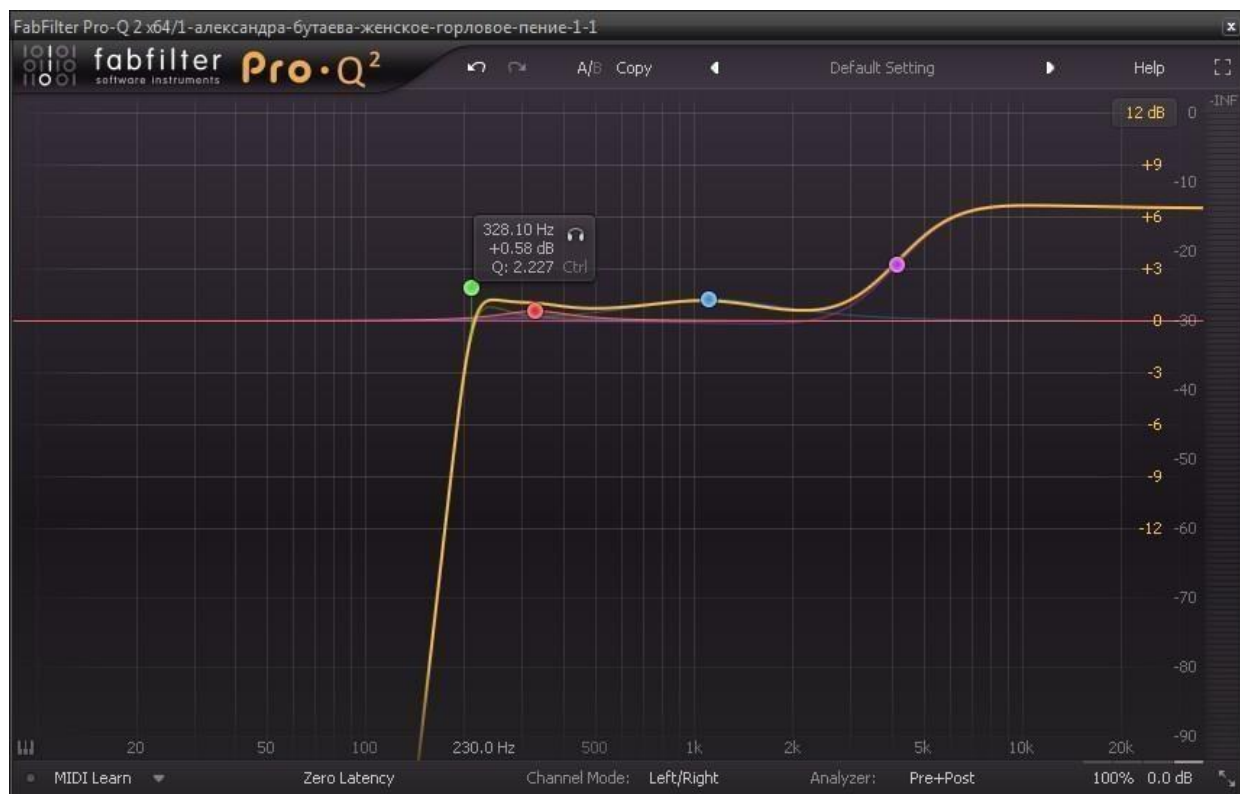 FabFilter Pro-Q 2 x64/1-александра-бутаева-женское-горловое-пение-1-1
fabfilter
software instruments
Pro·Q²
A/B Copy
Default Setting
Help
12 dB 0 -INF
+9
-10
+6
328.10 Hz
+0.58 dB
Q: 2.227 Ctrl
-20
+3
0 -30
-3
-40
-6
-50
-9
-12 -60
-70
-80
-90
20 50 100 230.0 Hz 500 1k 2k 5k 10k 20k
MIDI Learn Zero Latency Channel Mode: Left/Right Analyzer: Pre+Post 100% 0.0 dB